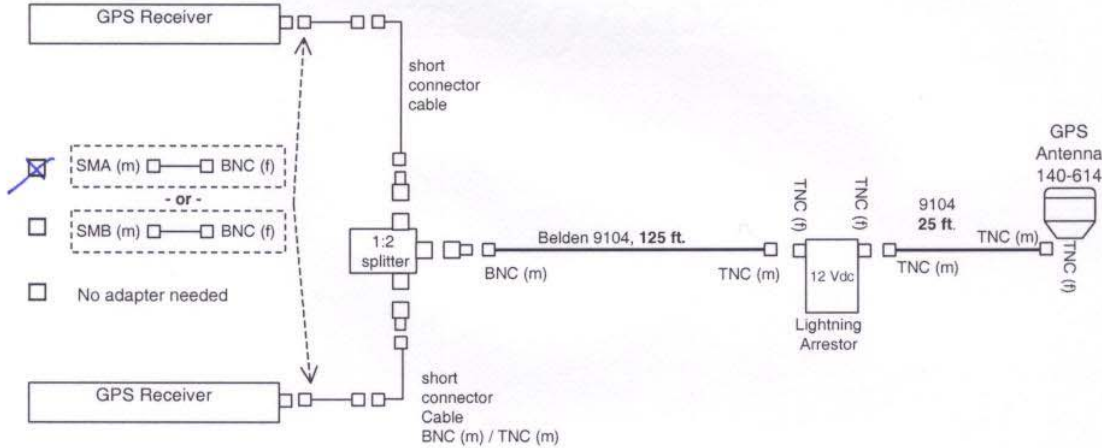 GPS Receiver
short
connector
cable
SMA (m)
BNC (f)
- or -
SMB (m)
BNC (f)
No adapter needed
1:2
splitter
Belden 9104, 125 ft.
BNC (m)
TNC (m)
TNC (f)
TNC (f)
12 Vdc
Lightning
Arrestor
9104
25 ft.
TNC (m)
TNC (m)
GPS
Antenna
140-614
TNC (f)
GPS Receiver
short
connector
Cable
BNC (m) / TNC (m)